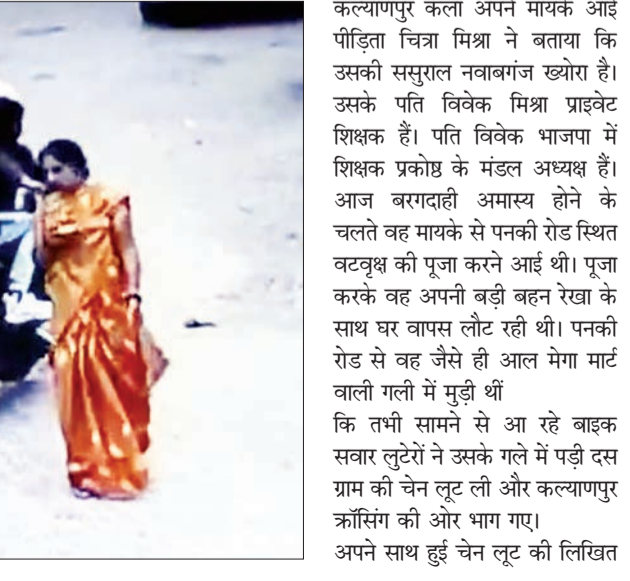 कल्याणपुर कला अपने मायके आई
पीड़िता चित्रा मिश्रा ने बताया कि
उसकी ससुराल नवाबगंज ख्योरा है।
उसके पति विवेक मिश्रा प्राइवेट
शिक्षक हैं। पति विवेक भाजपा में
शिक्षक प्रकोष्ठ के मंडल अध्यक्ष हैं।
आज बरगदाही अमास्य होने के
चलते वह मायके से पनकी रोड स्थित
वटवृक्ष की पूजा करने आई थी। पूजा
करके वह अपनी बड़ी बहन रेखा के
साथ घर वापस लौट रही थी। पनकी
रोड से वह जैसे ही आल मेगा मार्ट
वाली गली में मुड़ी थीं
कि तभी सामने से आ रहे बाइक
सवार लुटेरों ने उसके गले में पड़ी दस
ग्राम की चेन लूट ली और कल्याणपुर
क्रॉसिंग की ओर भाग गए।
अपने साथ हुई चेन लूट की लिखित